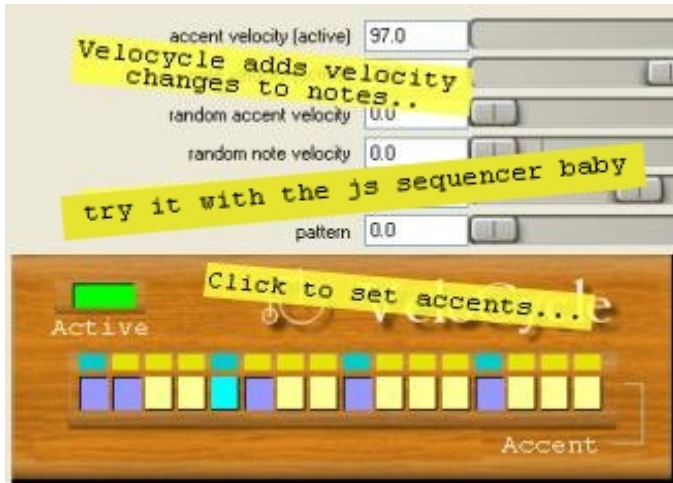 accent velocity (active) 97.0
Velocycle adds velocity
changes to notes..
random accent velocity 0.0
random note velocity 0.0
try it with the js sequencer baby
pattern 0.0
Click to set accents...
VeloCycle
Active
Accent